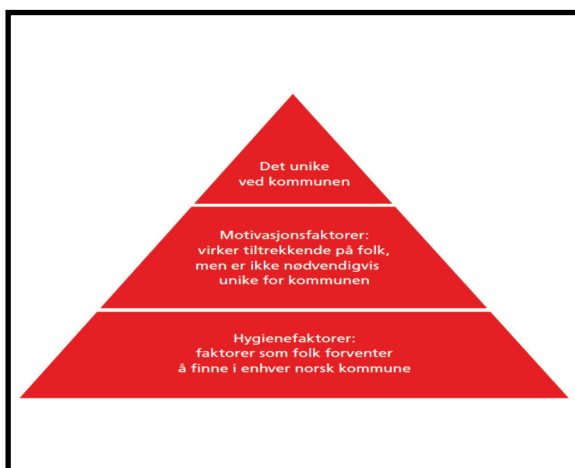 Det unike
ved kommunen
Motivasjonsfaktorer:
virker tiltrekkende på folk,
men er ikke nødvendigvis
unike for kommunen
Hygienefaktorer:
faktorer som folk forventer
å finne i enhver norsk kommune